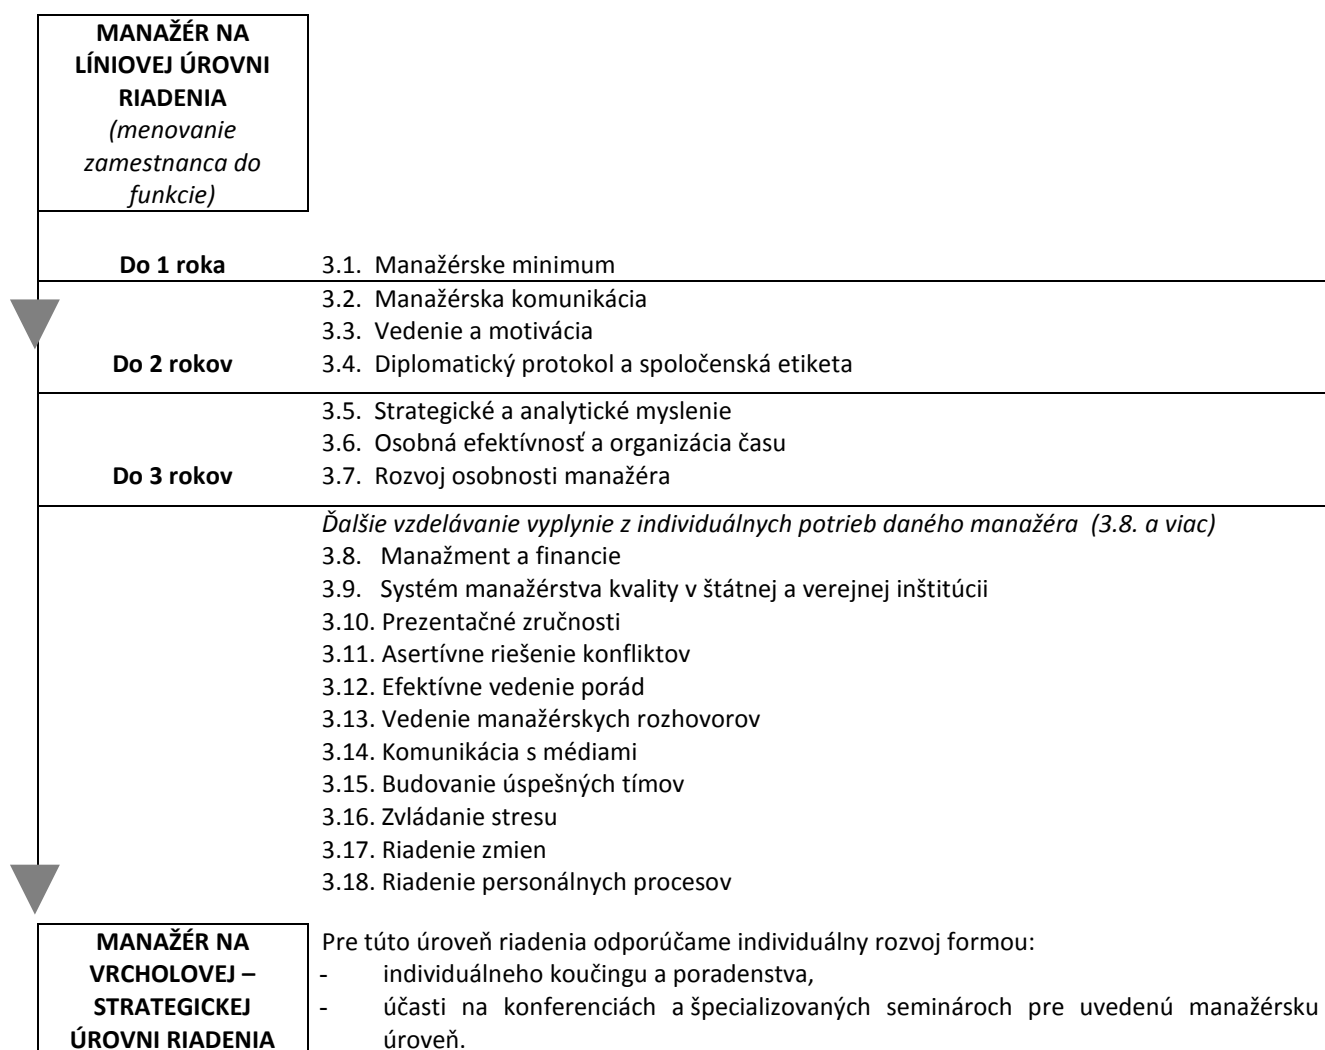 MANAŽÉR NA
LÍNIOVEJ ÚROVNI
RIADENIA
(menovanie
zamestnanca do
funkcie)
Do 1 roka 3.1. Manažérske minimum
3.2. Manažérska komunikácia
3.3. Vedenie a motivácia
Do 2 rokov 3.4. Diplomatický protokol a spoločenská etiketa
3.5. Strategické a analytické myslenie
3.6. Osobná efektívnosť a organizácia času
Do 3 rokov 3.7. Rozvoj osobnosti manažéra
Ďalšie vzdelávanie vyplynie z individuálnych potrieb daného manažéra (3.8. a viac)
3.8. Manažment a financie
3.9. Systém manažérstva kvality v štátnej a verejnej inštitúcii
3.10. Prezentačné zručnosti
3.11. Asertívne riešenie konfliktov
3.12. Efektívne vedenie porád
3.13. Vedenie manažérskych rozhovorov
3.14. Komunikácia s médiami
3.15. Budovanie úspešných tímov
3.16. Zvládanie stresu
3.17. Riadenie zmien
3.18. Riadenie personálnych procesov
MANAŽÉR NA
VRCHOLOVEJ –
STRATEGICKEJ
ÚROVNI RIADENIA
Pre túto úroveň riadenia odporúčame individuálny rozvoj formou:
- individuálneho koučingu a poradenstva,
- účasti na konferenciách a špecializovaných seminároch pre uvedenú manažérsku
úroveň.